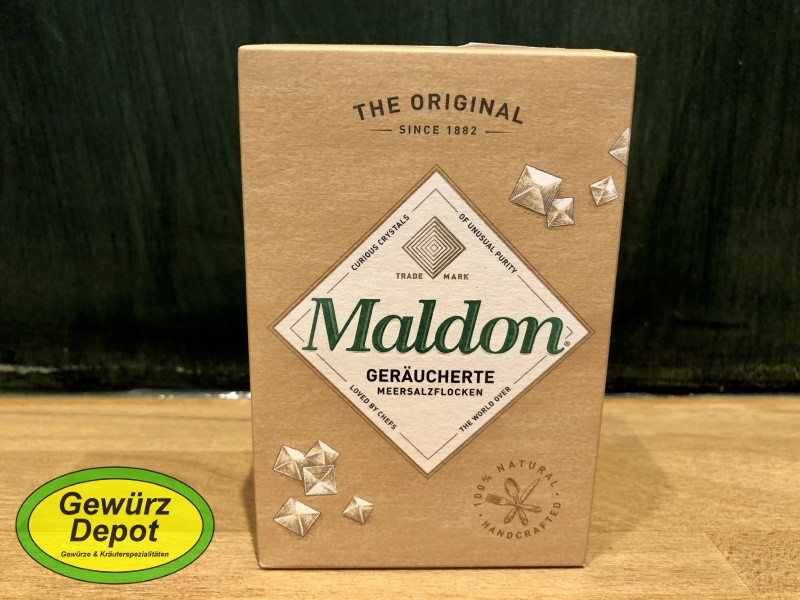 THE ORIGINAL
SINCE 1882
CURIOUS CRYSTALS
OF UNUSUAL PURITY
TRADE MARK
Maldon®
GERÄUCHERTE
MEERSALZFLOCKEN
LOVED BY CHEFS
THE WORLD OVER
100% NATURAL · HANDCRAFTED ·
Gewürz
Depot
Gewürze & Kräuterspezialitäten